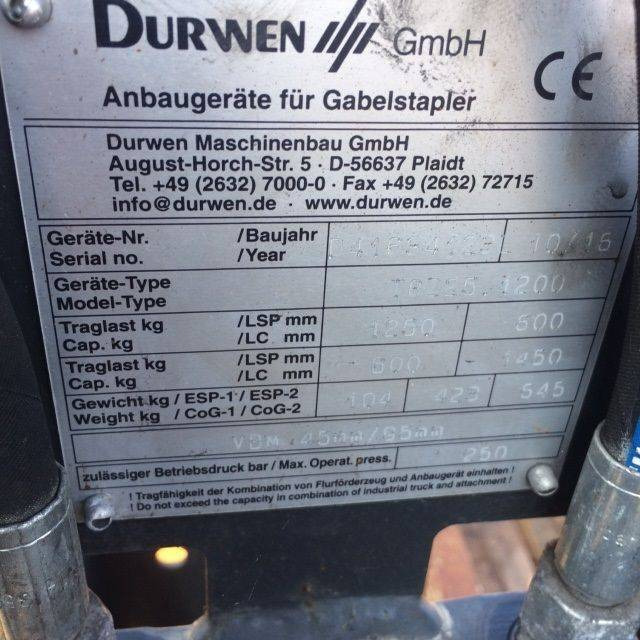 DURWEN GmbH CE
Anbaugeräte für Gabelstapler
Durwen Maschinenbau GmbH
August-Horch-Str. 5 · D-56637 Plaidt
Tel. +49 (2632) 7000-0 · Fax +49 (2632) 72715
info@durwen.de · www.durwen.de
Geräte-Nr. /Baujahr 10/16
Serial no. /Year
Geräte-Type
Model-Type
Traglast kg /LSP mm 1250 600
Cap. kg /LC mm
Traglast kg /LSP mm 600 1450
Cap. kg /LC mm
Gewicht kg / ESP-1 / ESP-2 104 423 545
Weight kg / CoG-1 / CoG-2
VDM 45mm/95mm
zulässiger Betriebsdruck bar / Max. Operat. press. 250
! Tragfähigkeit der Kombination von Flurförderzeug und Anbaugerät einhalten !
! Do not exceed the capacity in combination of industrial truck and attachment !